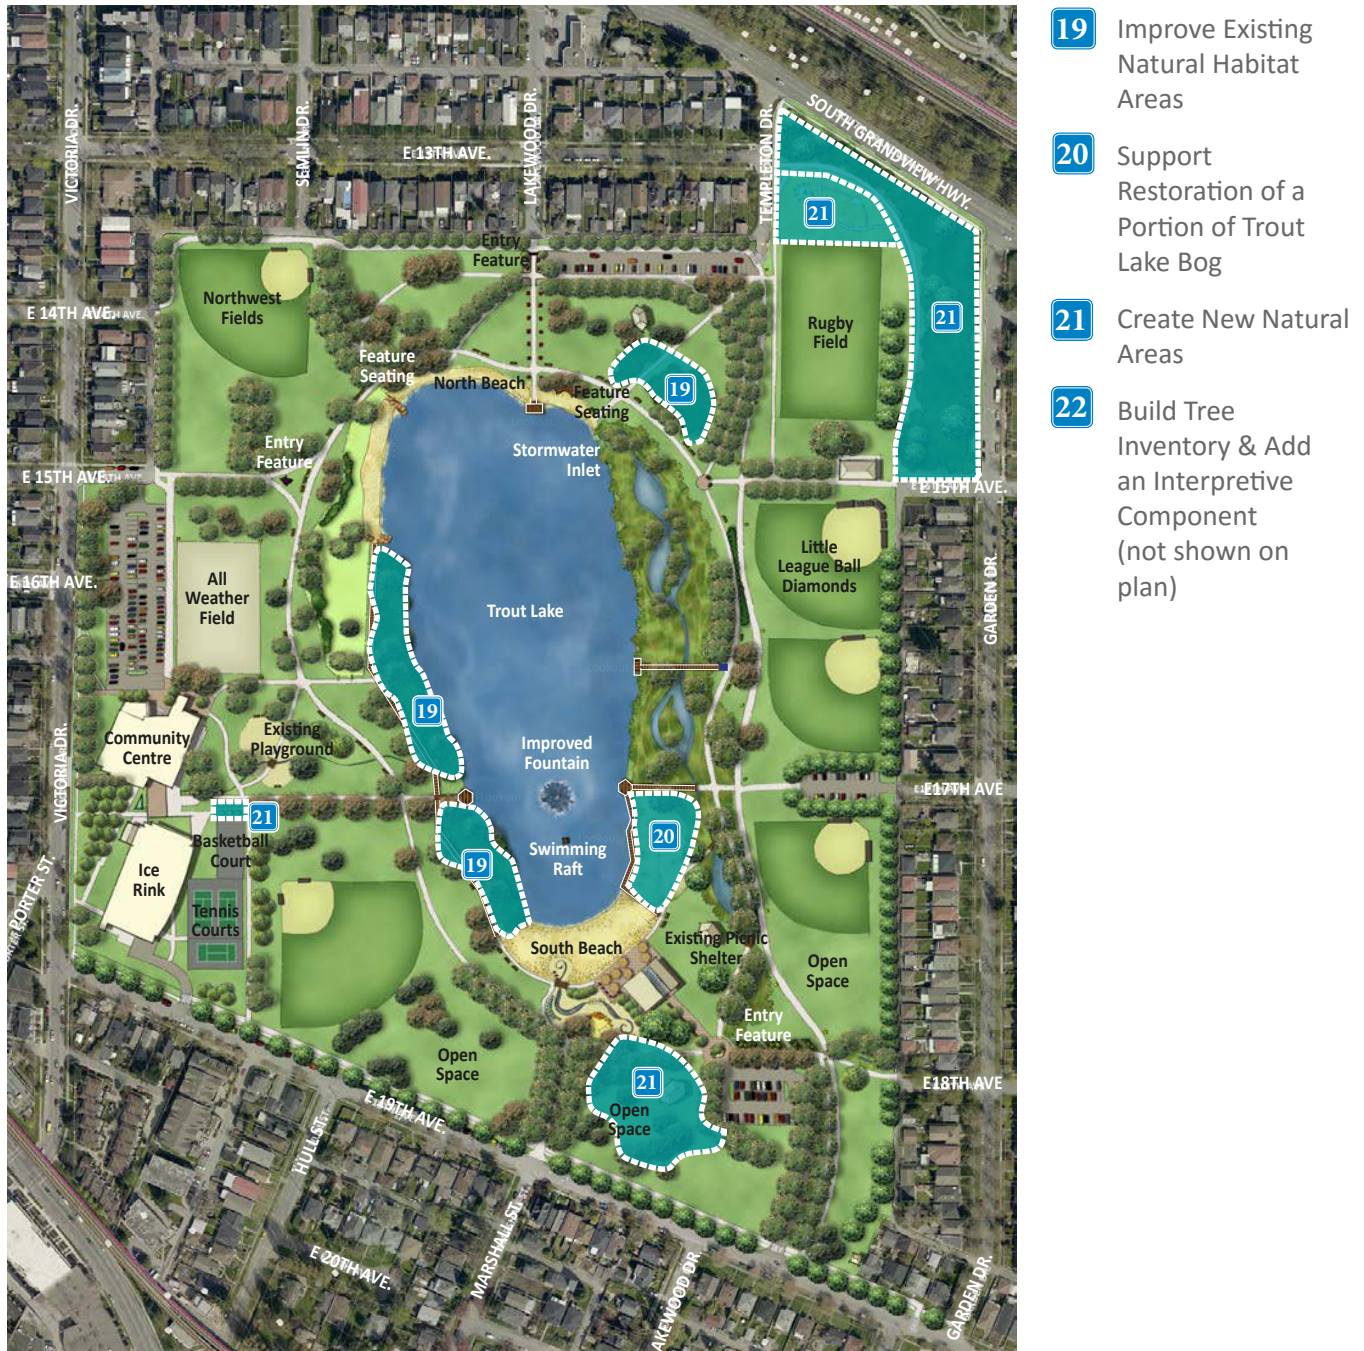 19
Improve Existing
Natural Habitat
Areas
20
Support
Restoration of a
Portion of Trout
Lake Bog
21
Create New Natural
Areas
22
Build Tree
Inventory & Add
an Interpretive
Component
(not shown on
plan)
SOUTH GRANDVIEW HWY.
VICTORIA DR.
SEMLIN DR.
LAKEWOOD DR.
TEMPLETON DR.
E 13TH AVE.
21
Entry
Feature
Northwest
Fields
E 14TH AVE.
Rugby
Field
21
Feature
Seating
North Beach
Feature
Seating
19
Entry
Feature
Stormwater
Inlet
E 15TH AVE.
E 15TH AVE.
Little
League Ball
Diamonds
E 16TH AVE.
All
Weather
Field
Trout Lake
GARDEN DR.
19
Community
Centre
Existing
Playground
Improved
Fountain
VICTORIA DR.
E17TH AVE
21
Basketball
Court
20
Swimming
Raft
19
Ice
Rink
PORTER ST.
Tennis
Courts
South Beach
Existing Picnic
Shelter
Open
Space
Entry
Feature
Open
Space
21
Open
Space
E18TH AVE
E 19TH AVE.
HULL ST.
MARSHALL ST.
E 20TH AVE.
AKEWOOD DR.
GARDEN DR.